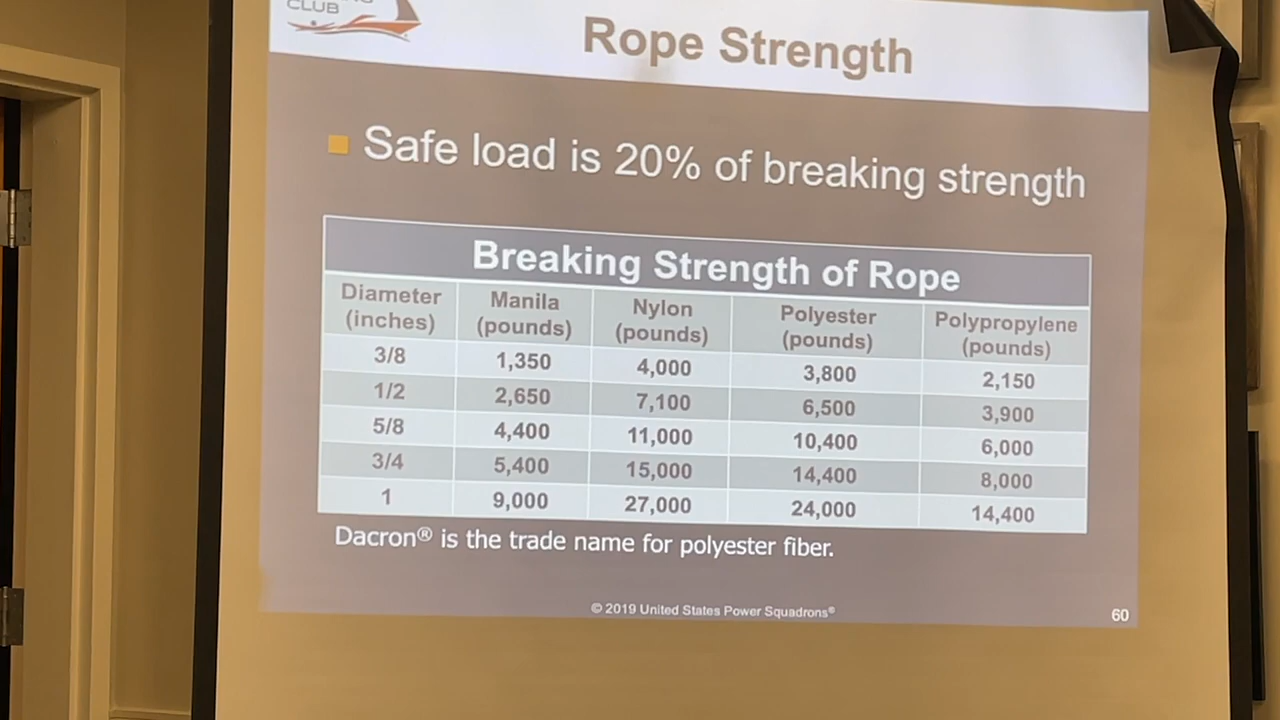 CLUB
Rope Strength
Safe load is 20% of breaking strength
Breaking Strength of Rope
Diameter (inches) Manila (pounds) Nylon (pounds) Polyester (pounds) Polypropylene (pounds)
3/8 1,350 4,000 3,800 2,150
1/2 2,650 7,100 6,500 3,900
5/8 4,400 11,000 10,400 6,000
3/4 5,400 15,000 14,400 8,000
1 9,000 27,000 24,000 14,400
Dacron® is the trade name for polyester fiber.
© 2019 United States Power Squadrons®
60